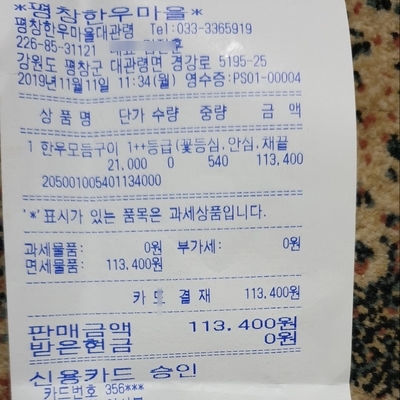 *평창한우마을*
평창한우마을대관령 Tel:033-3365919
226-85-31121
강원도 평창군 대관령면 경강로 5195-25
2019년11월11일 11:34(월) 영수증:PS01-00004
상 품 명 단가 수량 중량 금 액
1 한우모듬구이 1++등급(꽃등심,안심,채끝
21,000 0 540 113,400
205001005401134000
'*'표시가 있는 품목은 과세상품입니다.
과세물품: 0원 부가세: 0원
면세물품: 113,400원
카드 결재 113,400원
판매금액 113,400원
받은현금 0원
신용카드 승인
카드번호 356***